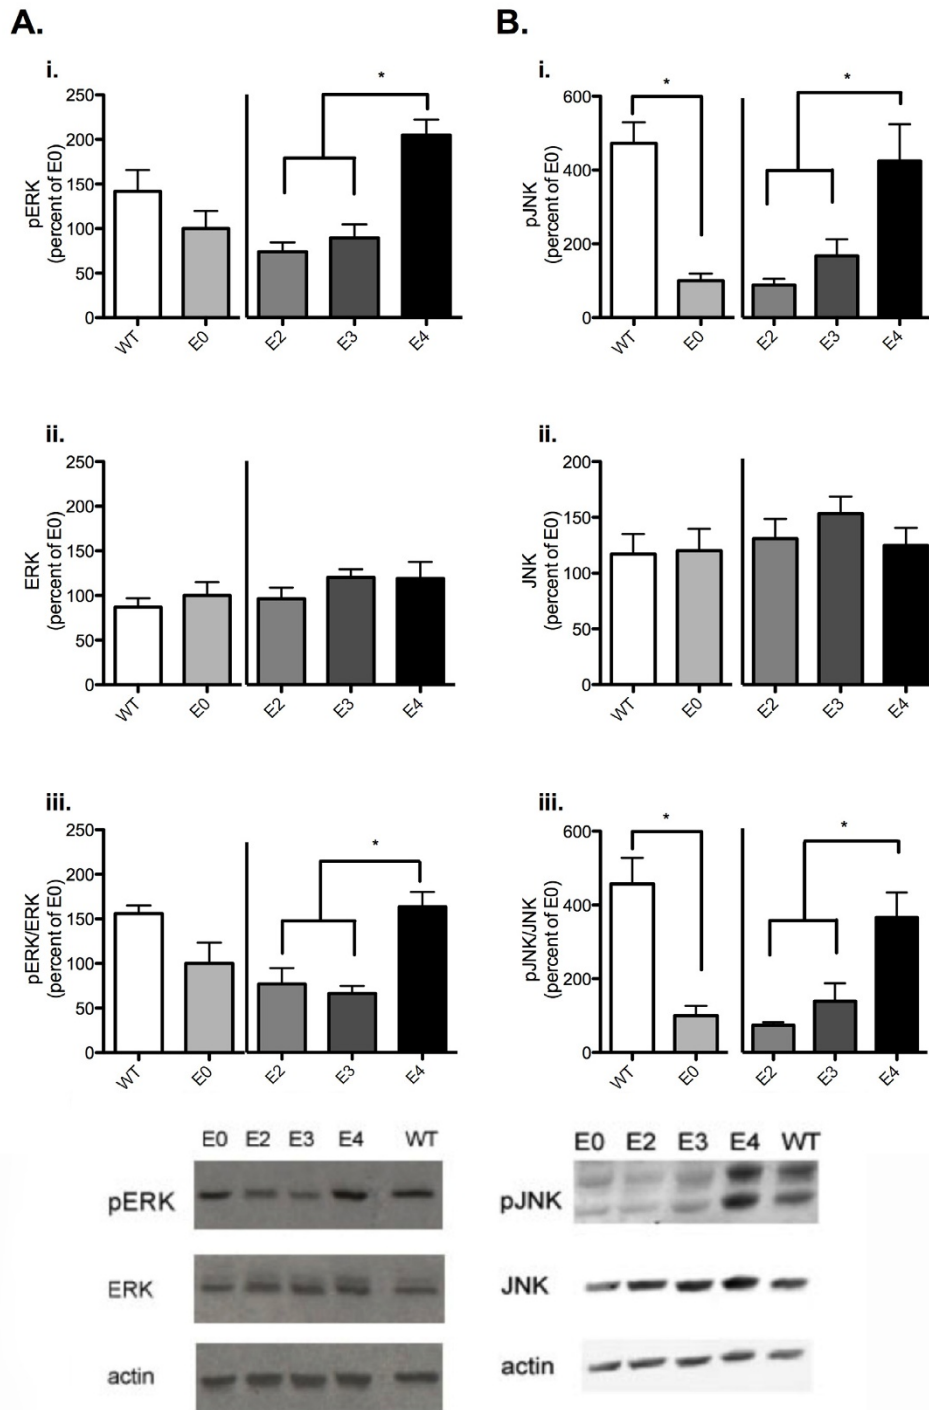 A.
i.
pERK
(percent of E0)
250
200
150
100
50
0
*
WT
E0
E2
E3
E4
ii.
ERK
(percent of E0)
250
200
150
100
50
0
WT
E0
E2
E3
E4
iii.
pERK/ERK
(percent of E0)
250
200
150
100
50
0
*
WT
E0
E2
E3
E4
E0 E2 E3 E4 WT
pERK
ERK
actin
B.
i.
pJNK
(percent of E0)
600
400
200
0
*
*
WT
E0
E2
E3
E4
ii.
JNK
(percent of E0)
200
150
100
50
0
WT
E0
E2
E3
E4
iii.
pJNK/JNK
(percent of E0)
600
400
200
0
*
*
WT
E0
E2
E3
E4
E0 E2 E3 E4 WT
pJNK
JNK
actin